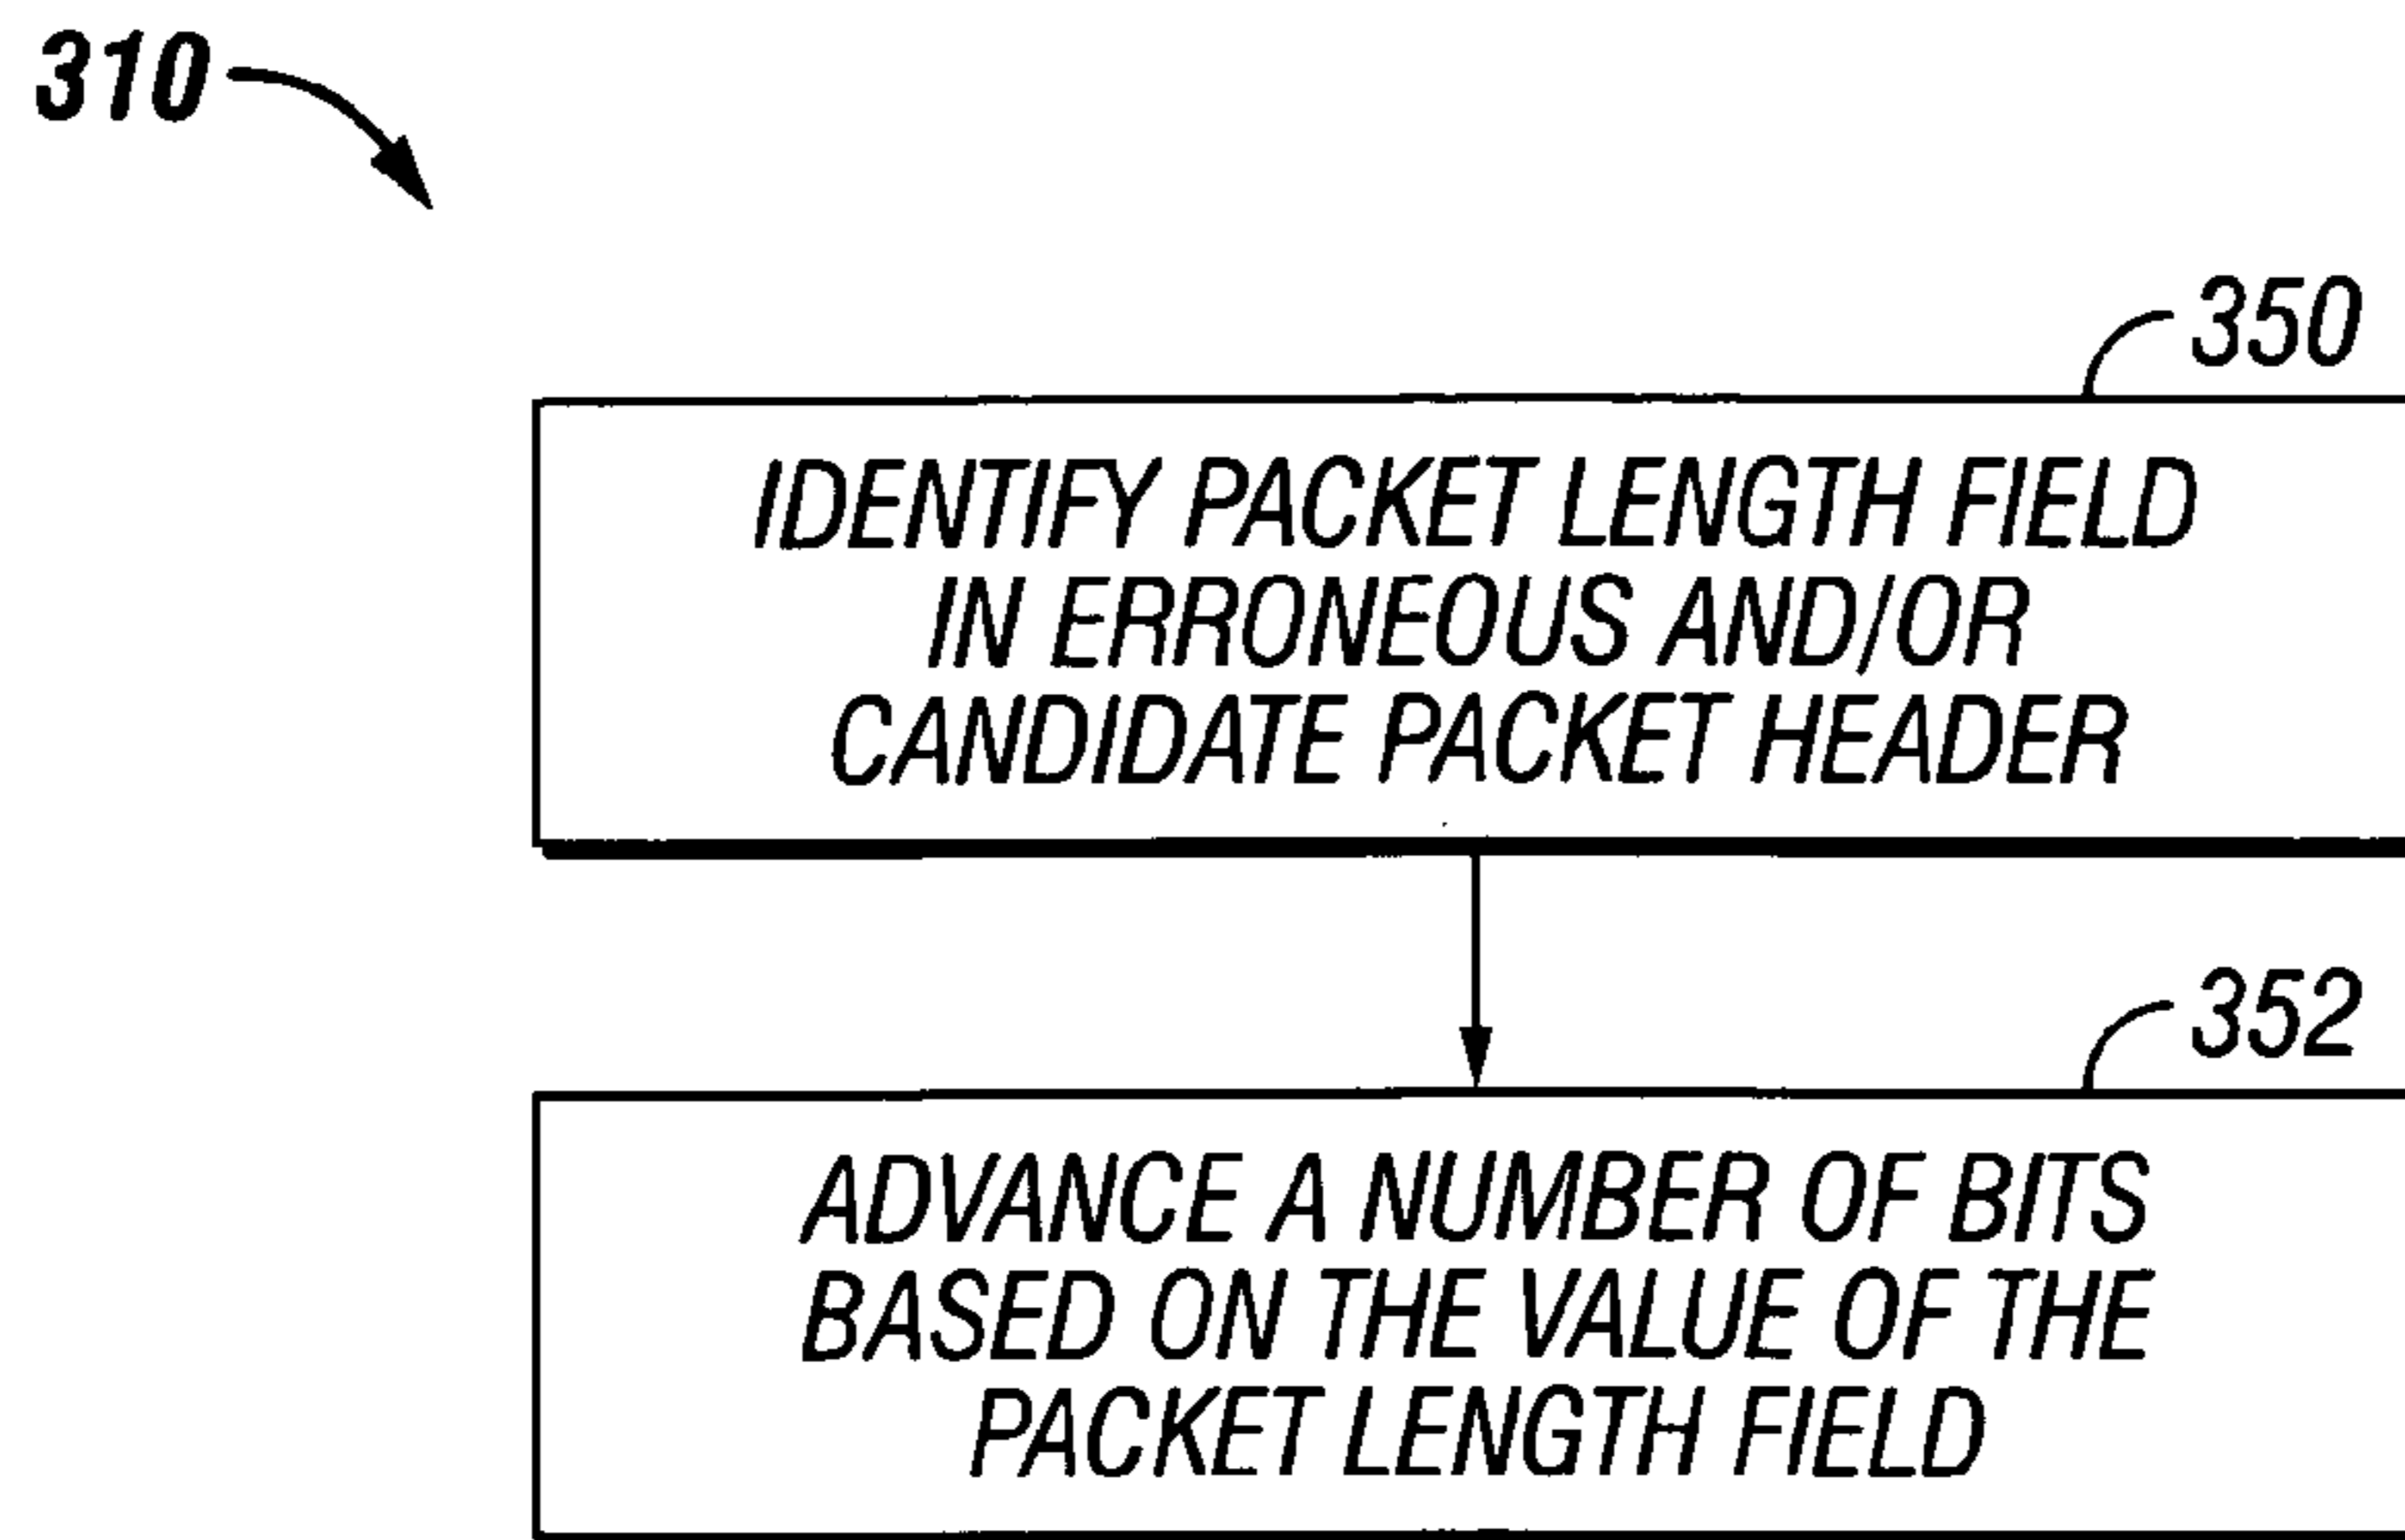 310
350
IDENTIFY PACKET LENGTH FIELD
IN ERRONEOUS AND/OR
CANDIDATE PACKET HEADER
352
ADVANCE A NUMBER OF BITS
BASED ON THE VALUE OF THE
PACKET LENGTH FIELD